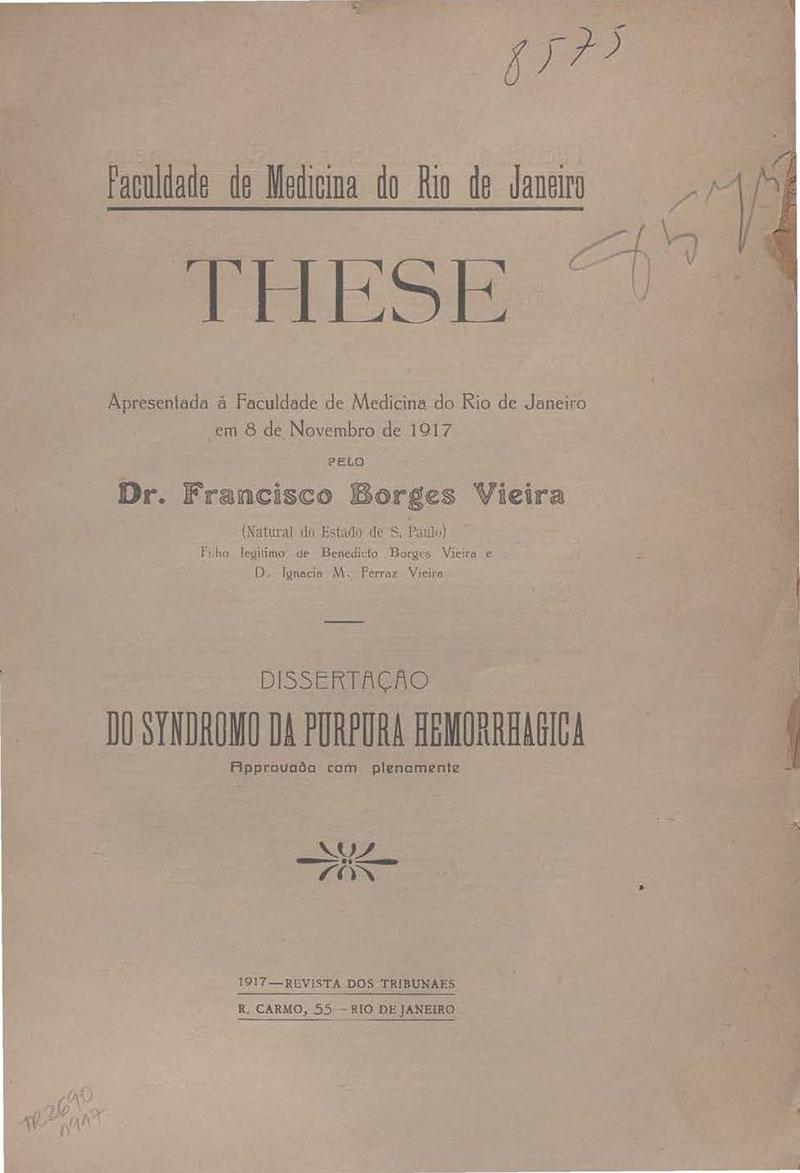 8575
Faculdade de Medicina do Rio de Janeiro
THESE
Apresentada á Faculdade de Medicina do Rio de Janeiro
em 8 de Novembro de 1917
PELO
Dr. Francisco Borges Vieira
(Natural do Estado de S. Paulo)
Filho legitimo de Benedicto Borges Vieira e
D. Ignacia M. Ferraz Vieira
DISSERTAÇÃO
DO SYNDROMO DA PURPURA HEMORRHAGICA
Approvada com plenamente
1917—REVISTA DOS TRIBUNAES
R. CARMO, 55 – RIO DE JANEIRO
TR2690
1917